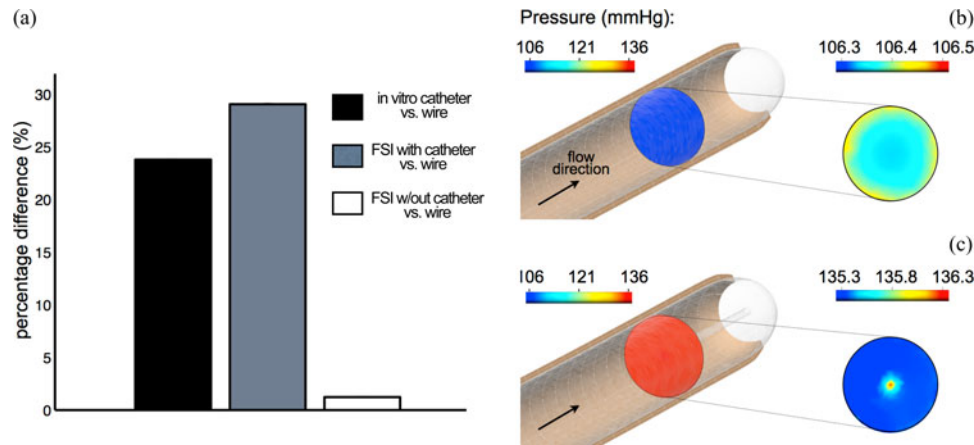 (a)
percentage difference (%)
30
25
20
15
10
5
0
in vitro catheter
vs. wire
FSI with catheter
vs. wire
FSI w/out catheter
vs. wire
Pressure (mmHg):
(b)
106 121 136
106.3 106.4 106.5
flow
direction
(c)
106 121 136
135.3 135.8 136.3